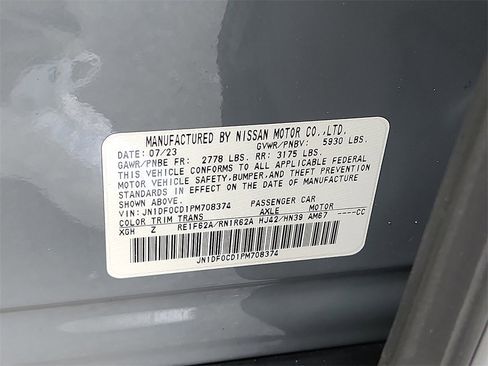 MANUFACTURED BY NISSAN MOTOR CO.,LTD.
DATE: 07/23 GVWR/PNBV: 5930 LBS.
GAWR/PNBE FR: 2778 LBS. RR: 3175 LBS.
THIS VEHICLE CONFORMS TO ALL APPLICABLE FEDERAL
MOTOR VEHICLE SAFETY,BUMPER,AND THEFT PREVENTION
STANDARDS IN EFFECT ON THE DATE OF MANUFACTURE
VIN: JN1DF0CD1PM708374 PASSENGER CAR
COLOR TRIM TRANS AXLE MOTOR
XGH Z RE1F62A/RN1R62A HJ42/HN39 AM67 ----CC
JN1DF0CD1PM708374